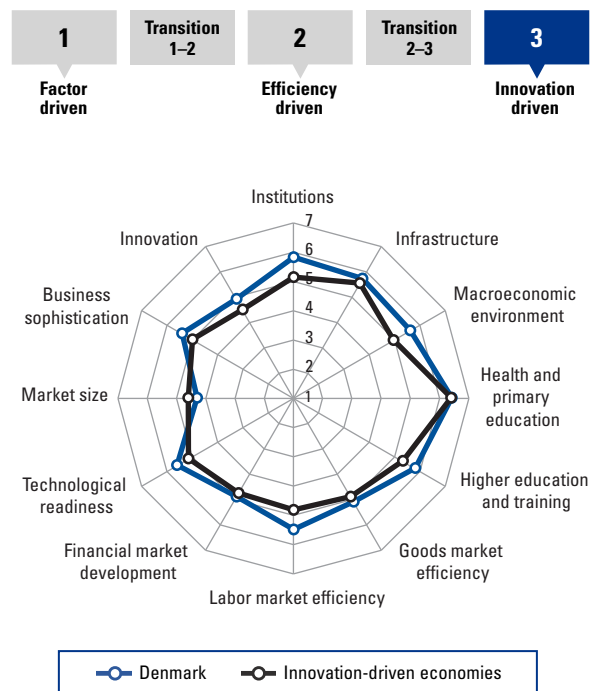 1
Transition
1–2
2
Transition
2–3
3
Factor
driven
Efficiency
driven
Innovation
driven
Institutions
7
Innovation
Infrastructure
6
5
Business
sophistication
Macroeconomic
environment
4
3
2
Market size
1
Health and
primary
education
Technological
readiness
Higher education
and training
Financial market
development
Goods market
efficiency
Labor market efficiency
Denmark
Innovation-driven economies